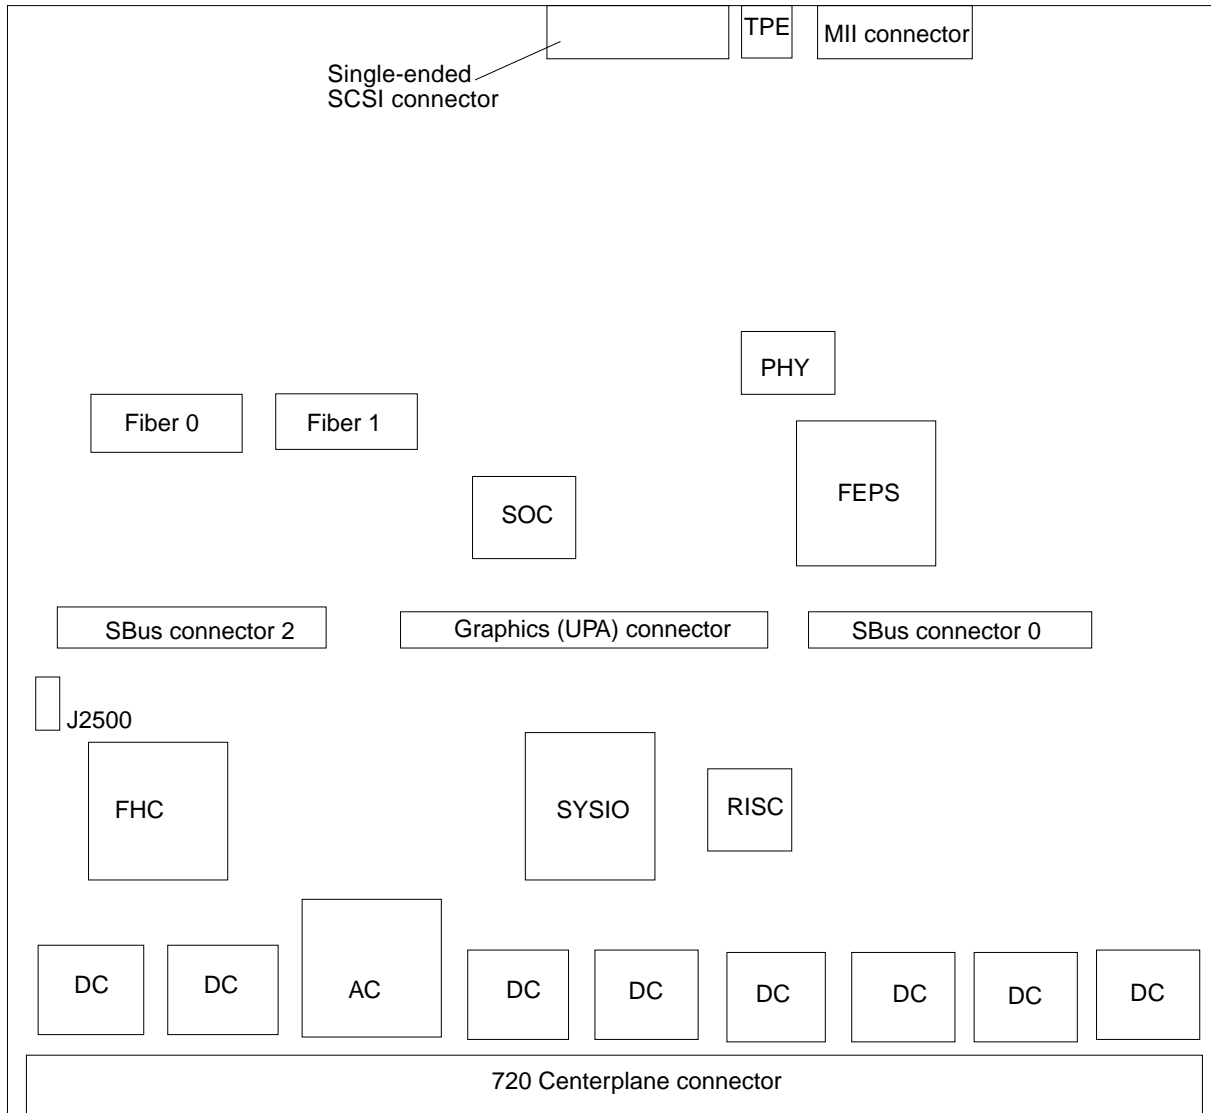 TPE
MII connector
Single-ended
SCSI connector
PHY
Fiber 0
Fiber 1
FEPS
SOC
SBus connector 2
Graphics (UPA) connector
SBus connector 0
J2500
FHC
SYSIO
RISC
DC
DC
AC
DC
DC
DC
DC
DC
DC
720 Centerplane connector